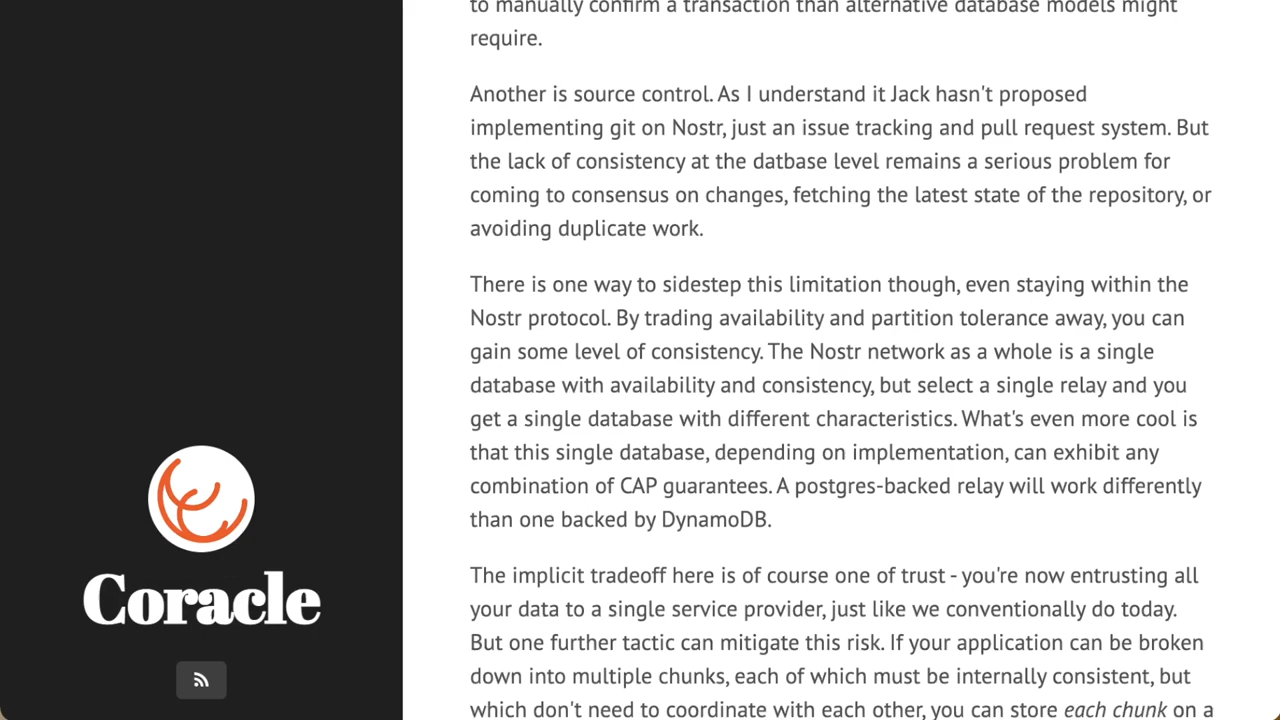 to manually confirm a transaction than alternative database models might
require.
Another is source control. As I understand it Jack hasn't proposed
implementing git on Nostr, just an issue tracking and pull request system. But
the lack of consistency at the datbase level remains a serious problem for
coming to consensus on changes, fetching the latest state of the repository, or
avoiding duplicate work.
There is one way to sidestep this limitation though, even staying within the
Nostr protocol. By trading availability and partition tolerance away, you can
gain some level of consistency. The Nostr network as a whole is a single
database with availability and consistency, but select a single relay and you
get a single database with different characteristics. What's even more cool is
that this single database, depending on implementation, can exhibit any
combination of CAP guarantees. A postgres-backed relay will work differently
than one backed by DynamoDB.
The implicit tradeoff here is of course one of trust - you're now entrusting all
your data to a single service provider, just like we conventionally do today.
But one further tactic can mitigate this risk. If your application can be broken
down into multiple chunks, each of which must be internally consistent, but
which don't need to coordinate with each other, you can store each chunk on a
Coracle